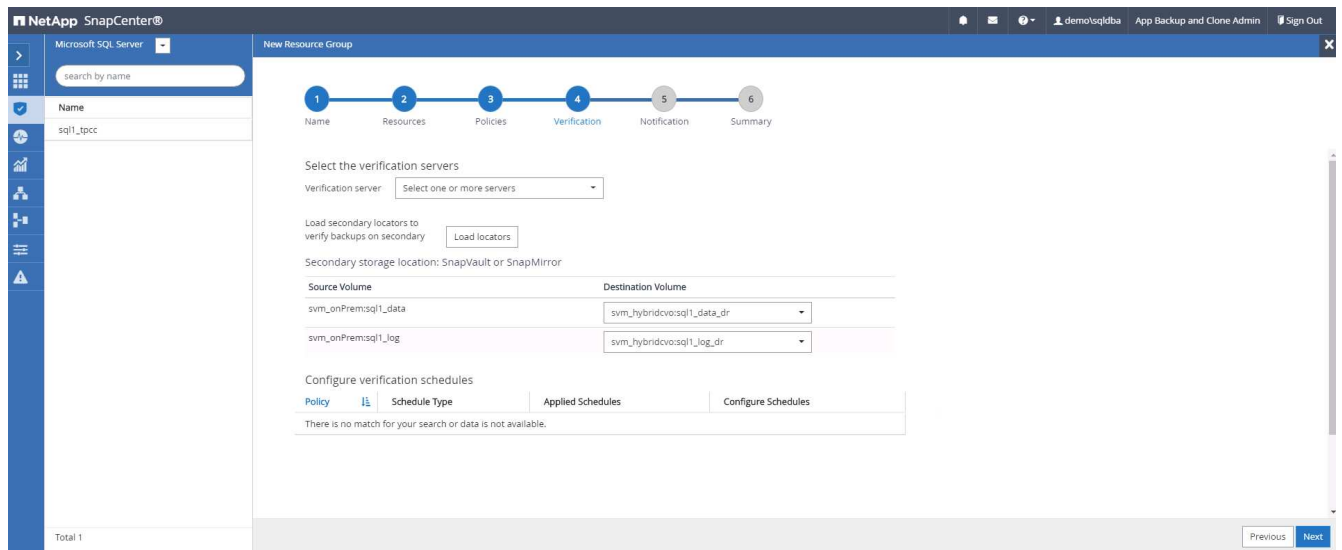 NetApp SnapCenter®
demo\sqldba App Backup and Clone Admin Sign Out
Microsoft SQL Server
New Resource Group
search by name
Name
sql1_tpcc
1 2 3 4 5 6
Name Resources Policies Verification Notification Summary
Select the verification servers
Verification server Select one or more servers
Load secondary locators to
verify backups on secondary Load locators
Secondary storage location: SnapVault or SnapMirror
Source Volume Destination Volume
svm_onPrem:sql1_data svm_hybridcvo:sql1_data_dr
svm_onPrem:sql1_log svm_hybridcvo:sql1_log_dr
Configure verification schedules
Policy Schedule Type Applied Schedules Configure Schedules
There is no match for your search or data is not available.
Total 1
Previous Next